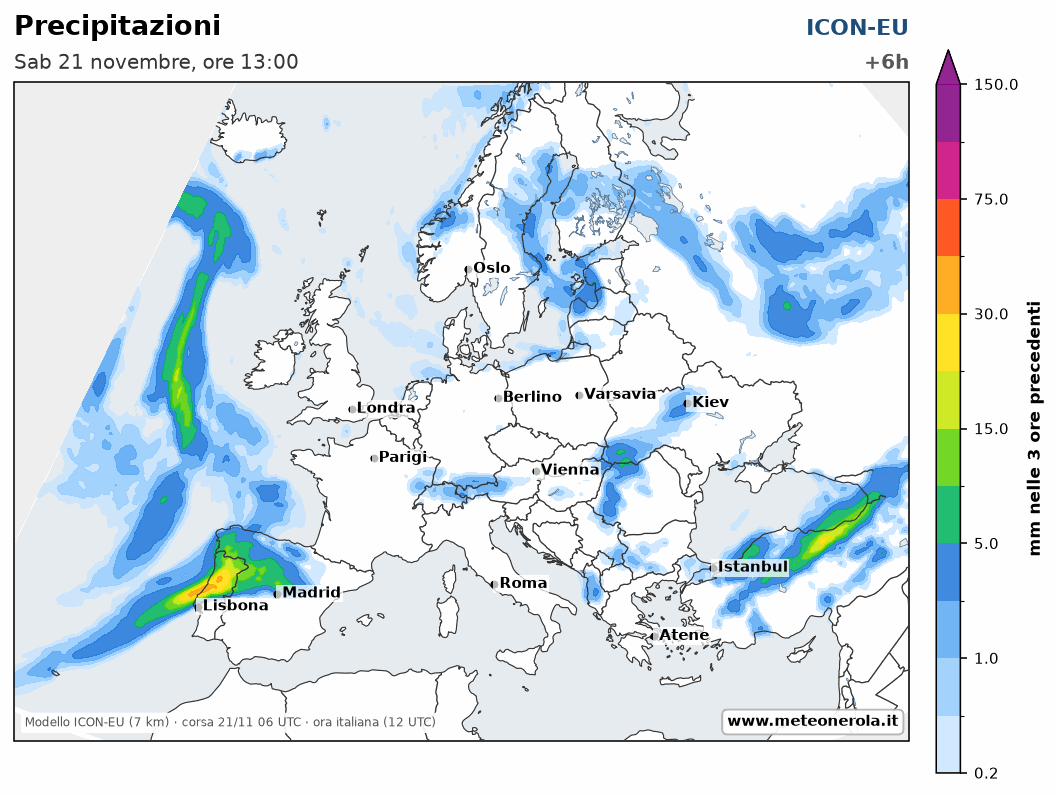 Precipitazioni
ICON-EU
Sab 21 novembre, ore 13:00
+6h
150.0
75.0
30.0
15.0
5.0
1.0
0.2
mm nelle 3 ore precedenti
Oslo
Berlino
Varsavia
Kiev
Londra
Parigi
Vienna
Istanbul
Roma
Madrid
Lisbona
Atene
Modello ICON-EU (7 km) · corsa 21/11 06 UTC · ora italiana (12 UTC)
www.meteonerola.it